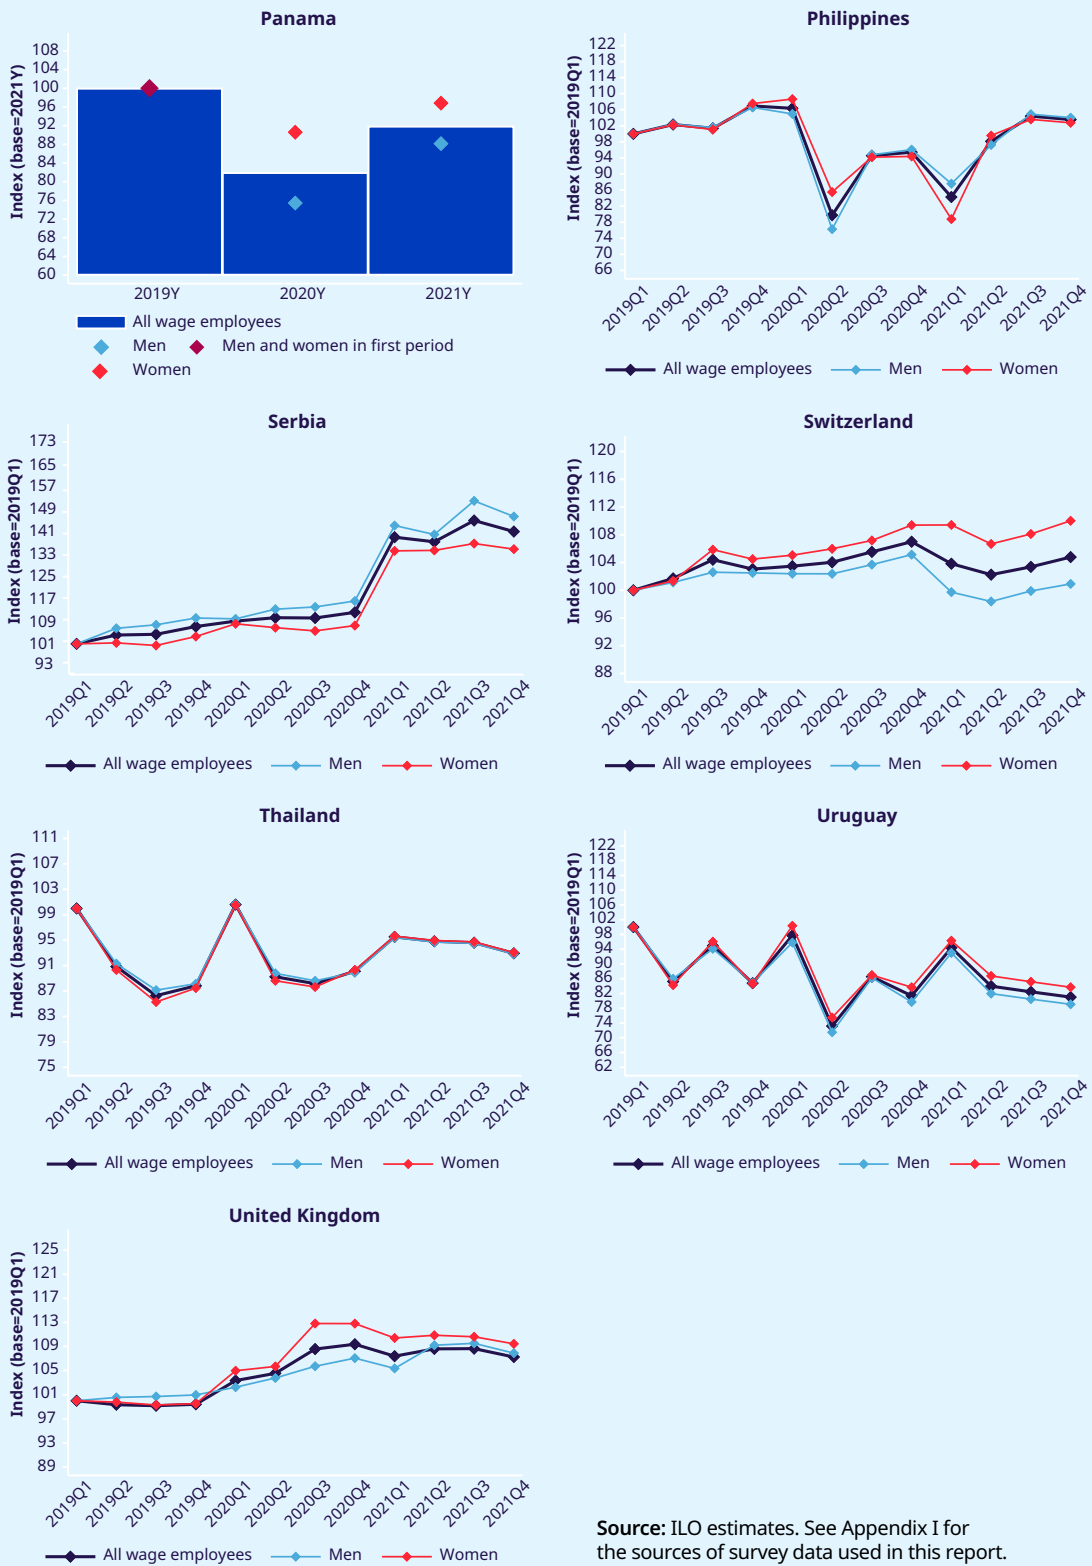 Panama
Index (base=2021Y)
108
104
100
96
92
88
84
80
76
72
68
64
60
2019Y 2020Y 2021Y
All wage employees
Men Men and women in first period
Women
Philippines
Index (base=2019Q1)
122
118
114
110
106
102
98
94
90
86
82
78
74
70
66
2019Q1 2019Q2 2019Q3 2019Q4 2020Q1 2020Q2 2020Q3 2020Q4 2021Q1 2021Q2 2021Q3 2021Q4
All wage employees Men Women
Serbia
Index (base=2019Q1)
173
165
157
149
141
133
125
117
109
101
93
2019Q1 2019Q2 2019Q3 2019Q4 2020Q1 2020Q2 2020Q3 2020Q4 2021Q1 2021Q2 2021Q3 2021Q4
All wage employees Men Women
Switzerland
Index (base=2019Q1)
120
116
112
108
104
100
96
92
88
2019Q1 2019Q2 2019Q3 2019Q4 2020Q1 2020Q2 2020Q3 2020Q4 2021Q1 2021Q2 2021Q3 2021Q4
All wage employees Men Women
Thailand
Index (base=2019Q1)
111
107
103
99
95
91
87
83
79
75
2019Q1 2019Q2 2019Q3 2019Q4 2020Q1 2020Q2 2020Q3 2020Q4 2021Q1 2021Q2 2021Q3 2021Q4
All wage employees Men Women
Uruguay
Index (base=2019Q1)
122
118
114
110
106
102
98
94
90
86
82
78
74
70
66
62
2019Q1 2019Q2 2019Q3 2019Q4 2020Q1 2020Q2 2020Q3 2020Q4 2021Q1 2021Q2 2021Q3 2021Q4
All wage employees Men Women
United Kingdom
Index (base=2019Q1)
125
121
117
113
109
105
101
97
93
89
2019Q1 2019Q2 2019Q3 2019Q4 2020Q1 2020Q2 2020Q3 2020Q4 2021Q1 2021Q2 2021Q3 2021Q4
All wage employees Men Women
Source: ILO estimates. See Appendix I for
the sources of survey data used in this report.